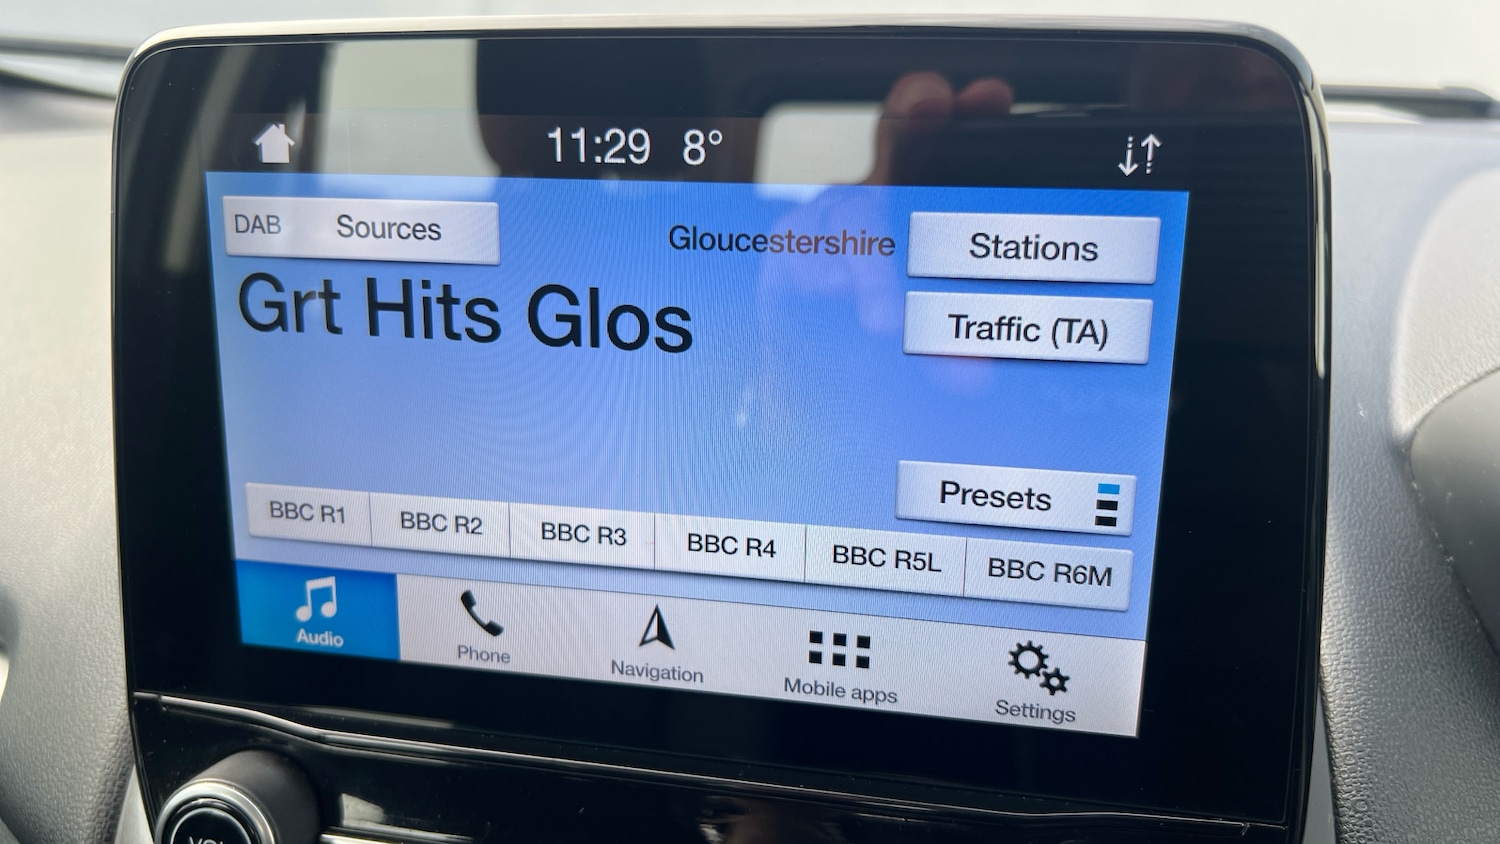 11:29 8°
DAB Sources
Gloucestershire
Stations
Grt Hits Glos
Traffic (TA)
Presets
BBC R1 BBC R2 BBC R3 BBC R4 BBC R5L BBC R6M
Audio Phone Navigation Mobile apps Settings